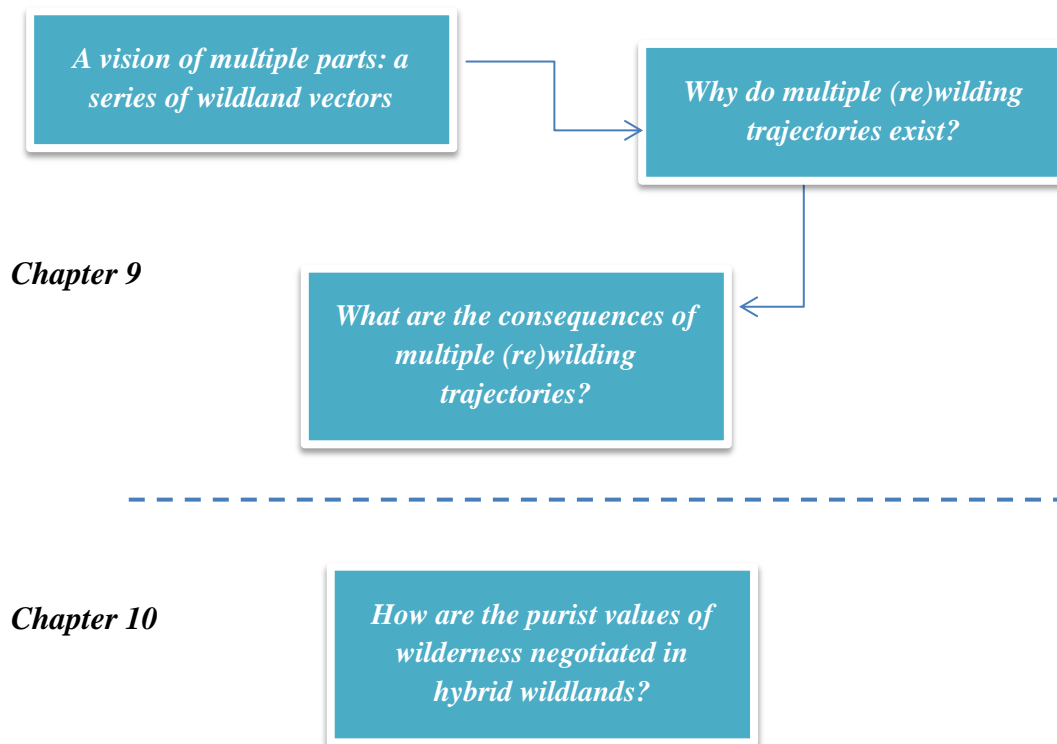 A vision of multiple parts: a
series of wildland vectors
Why do multiple (re)wilding
trajectories exist?
Chapter 9
What are the consequences of
multiple (re)wilding
trajectories?
Chapter 10
How are the purist values of
wilderness negotiated in
hybrid wildlands?